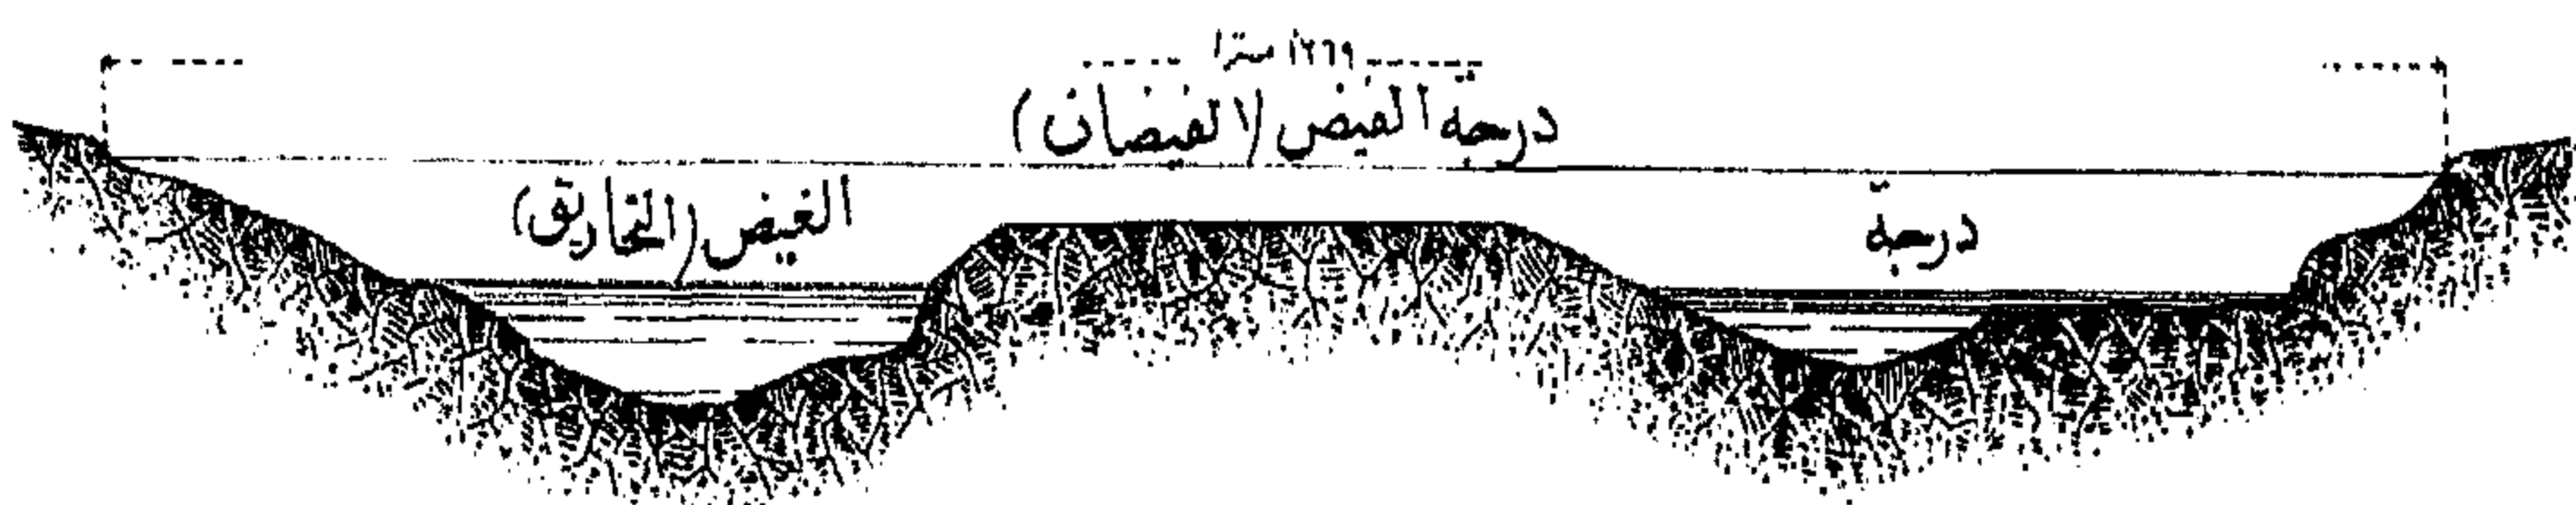 ١٢٦٩ مترا
درجة الفيض (الفيضان)
درجة الغيض (التحاريق)